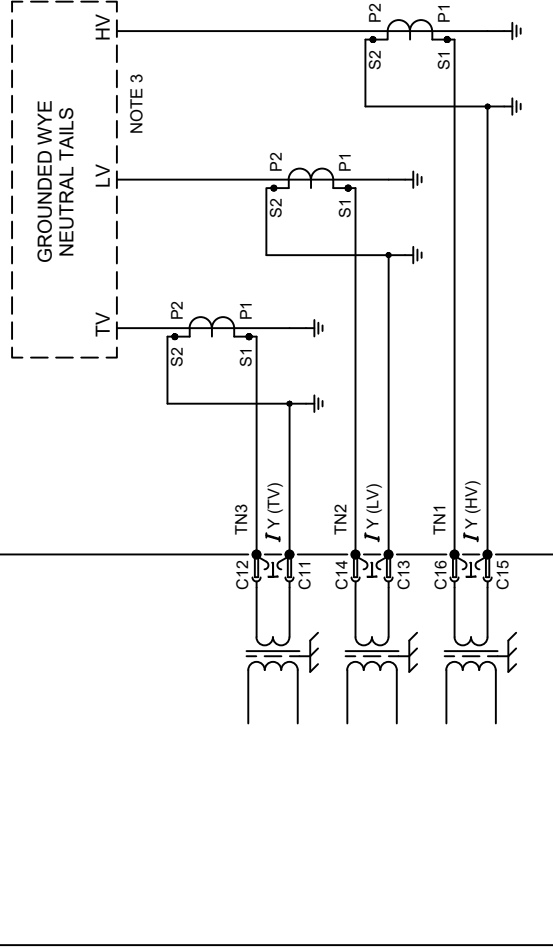 GROUNDED WYE
NEUTRAL TAILS
TV
LV
HV
NOTE 3
P2
S2
P1
S1
P2
S2
P1
S1
P2
S2
P1
S1
C12
TN3
I Y (TV)
C11
C14
TN2
I Y (LV)
C13
C16
TN1
I Y (HV)
C15